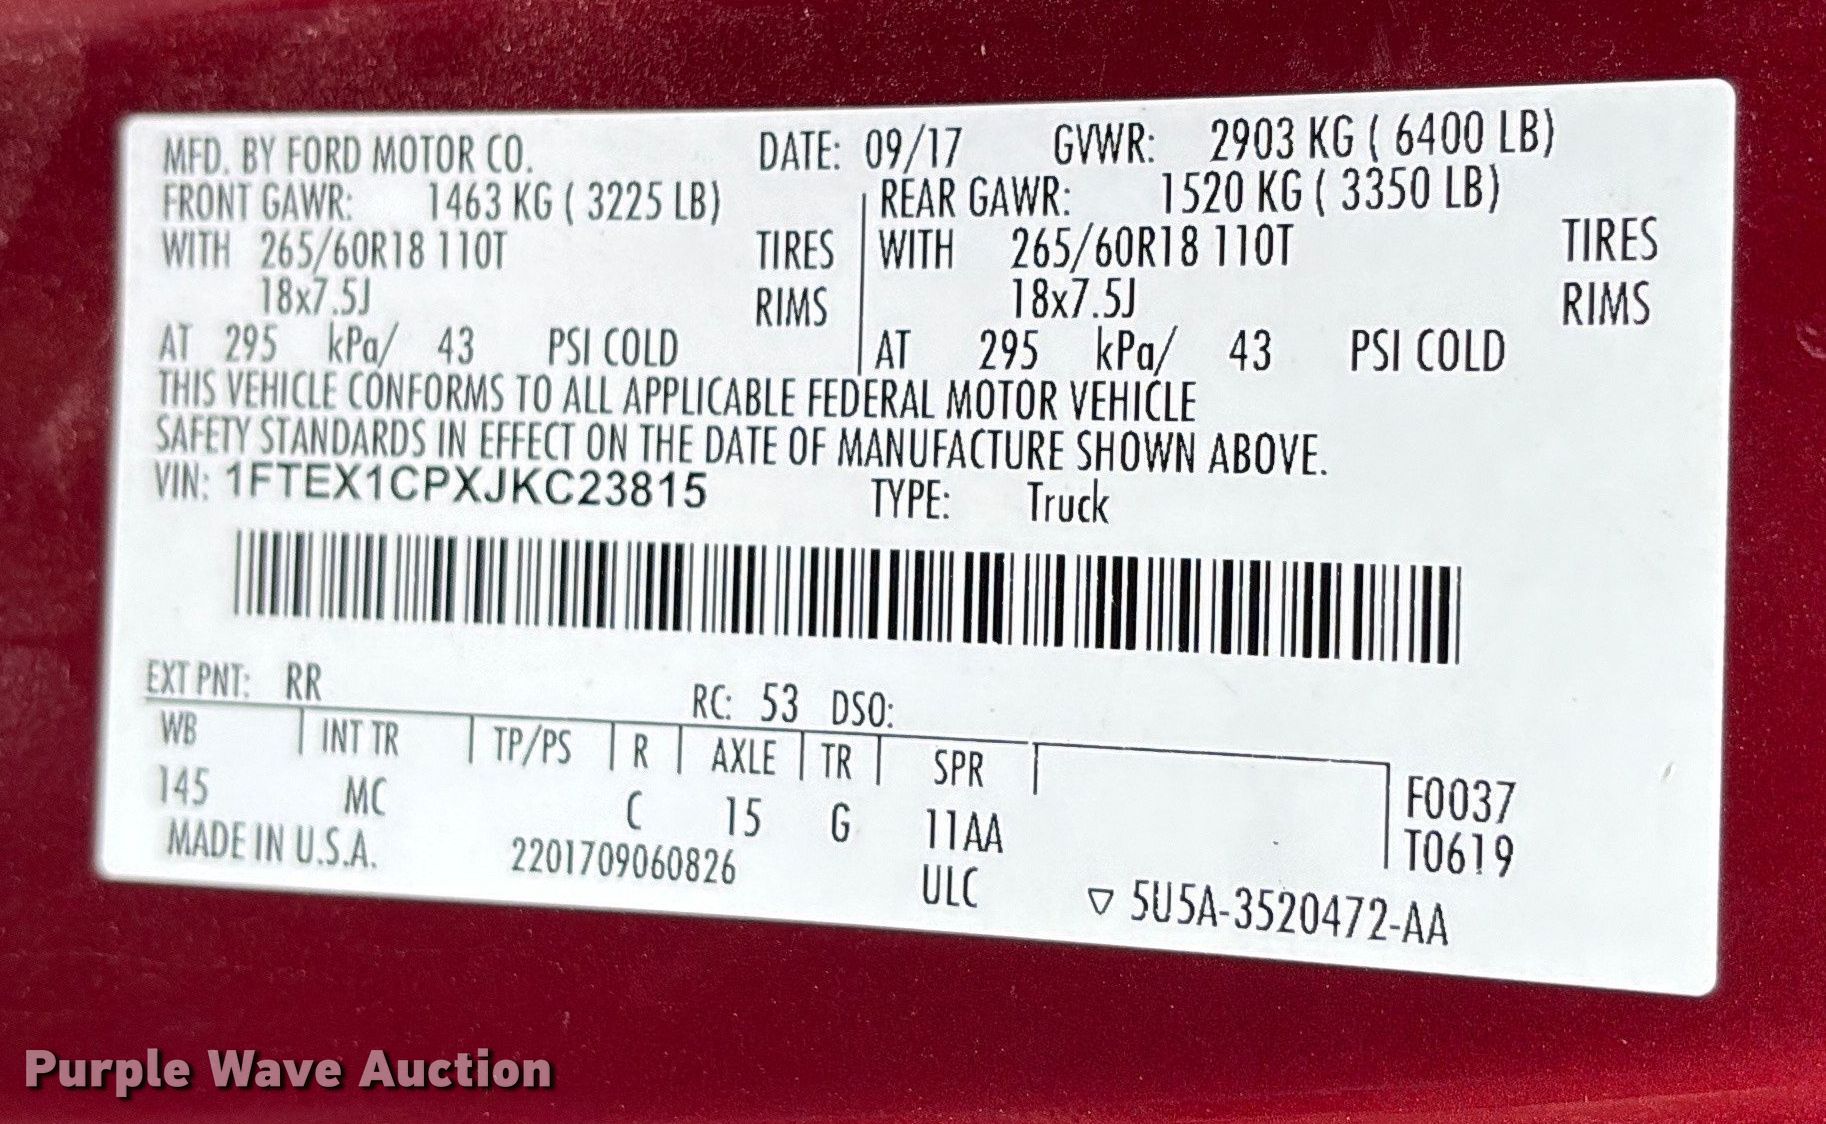 MFD. BY FORD MOTOR CO. DATE: 09/17 GVWR: 2903 KG ( 6400 LB)
FRONT GAWR: 1463 KG ( 3225 LB) REAR GAWR: 1520 KG ( 3350 LB)
WITH 265/60R18 110T TIRES WITH 265/60R18 110T TIRES
18x7.5J RIMS 18x7.5J RIMS
AT 295 kPa/ 43 PSI COLD AT 295 kPa/ 43 PSI COLD
THIS VEHICLE CONFORMS TO ALL APPLICABLE FEDERAL MOTOR VEHICLE
SAFETY STANDARDS IN EFFECT ON THE DATE OF MANUFACTURE SHOWN ABOVE.
VIN: 1FTEX1CPXJKC23815 TYPE: Truck
EXT PNT: RR RC: 53 DSO:
WB INT TR TP/PS R AXLE TR SPR
145 MC C 15 G 11AA F0037
T0619
MADE IN U.S.A. 2201709060826 ULC ▽ 5U5A-3520472-AA
Purple Wave Auction